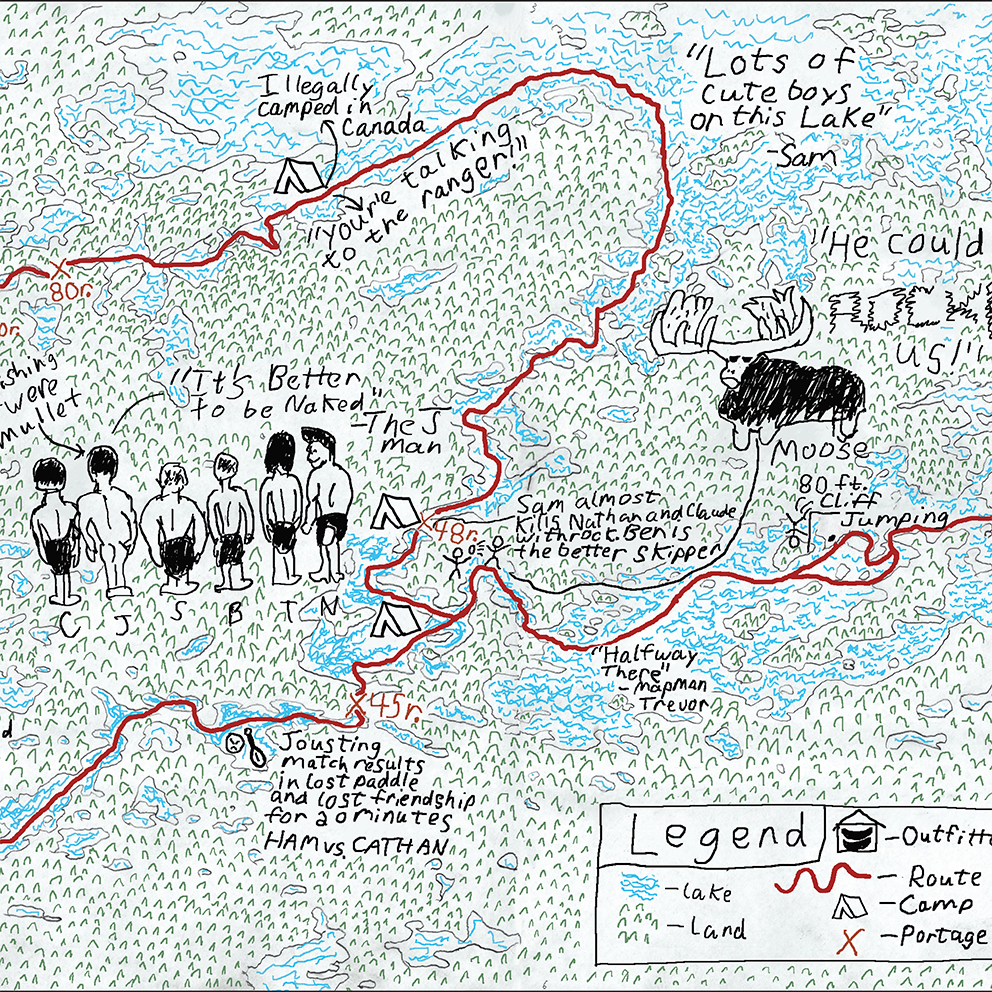 Illegally
camped in
Canada
"You're talking
to the ranger!"
"Lots of
cute boys
on this Lake"
-Sam
"He could
ugly"
80r.
or.
ishing
were
mullet
"It's Better
to be Naked"
-The J
man
C J S B T N
Moose
80 ft.
Cliff
Jumping
48r.
Sam almost
Kills Nathan and Claude
with rock. Ben is
the better skipper
"Halfway
There"
- mapman
Trevor
45r.
d
Jousting
match results
in lost paddle
and lost friendship
for 20 minutes
HAM vs. CATHAN
Legend
-Outfitte
-lake
- Route
-Camp
-Land
-Portage